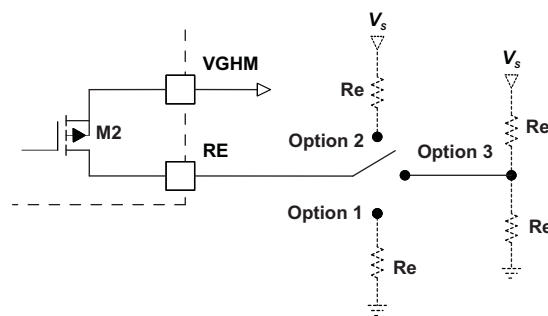 Vs
VGHM
Vs
Re
Re
M2
Option 2
RE
Option 3
Option 1
Re
Re